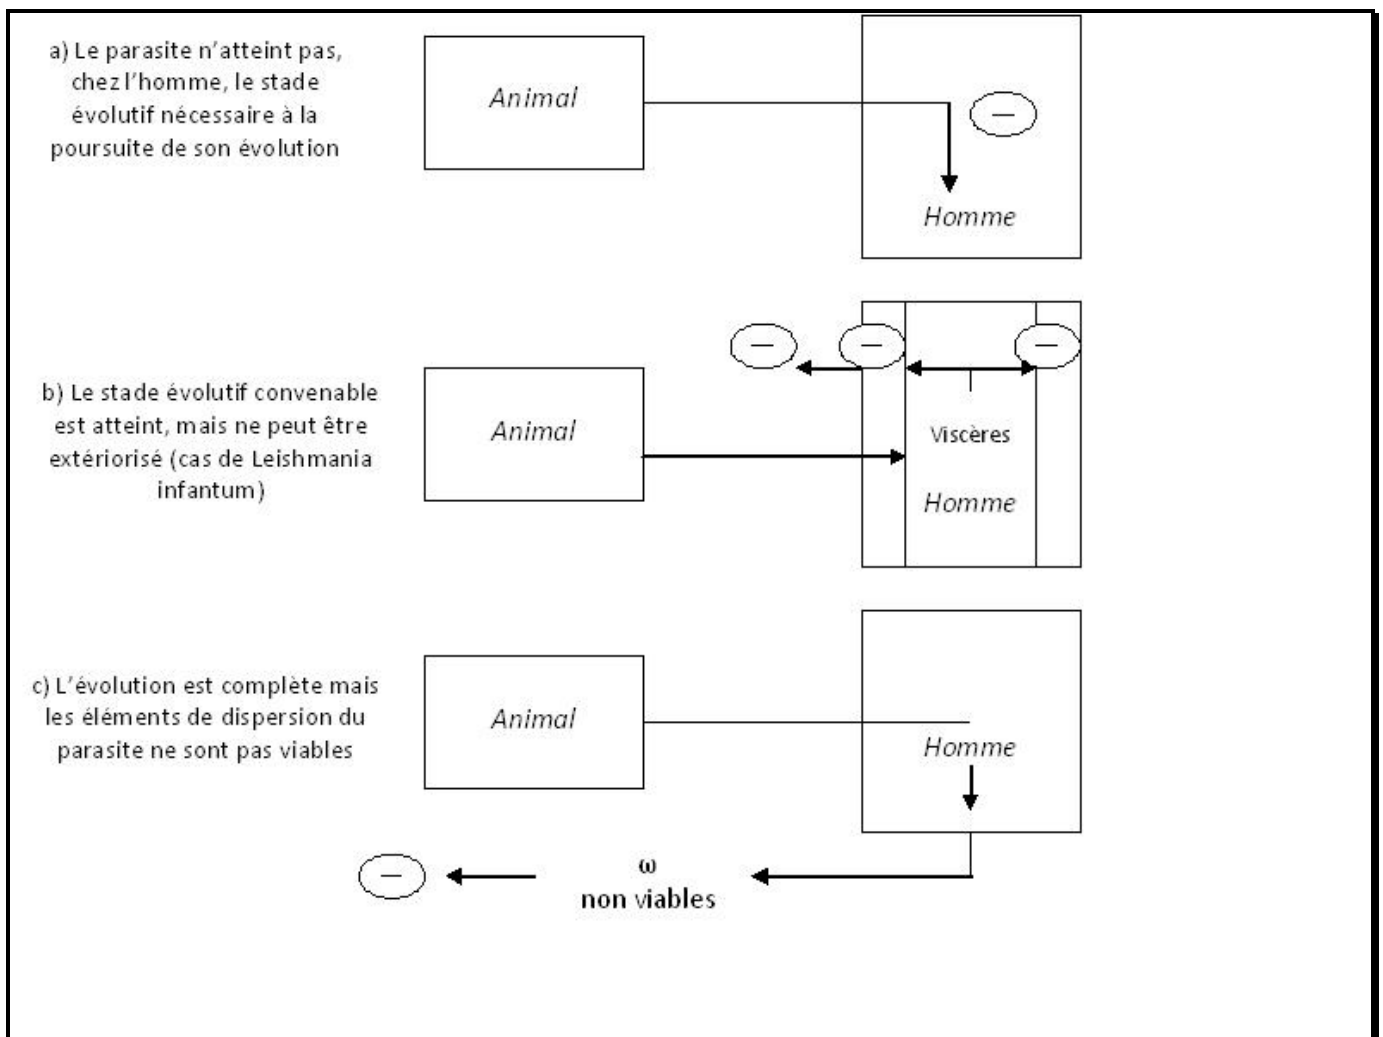 a) Le parasite n’atteint pas,
chez l’homme, le stade
évolutif nécessaire à la
poursuite de son évolution
Animal
Homme
b) Le stade évolutif convenable
est atteint, mais ne peut être
extériorisé (cas de Leishmania
infantum)
Animal
Viscères
Homme
c) L’évolution est complète mais
les éléments de dispersion du
parasite ne sont pas viables
Animal
Homme
ω
non viables